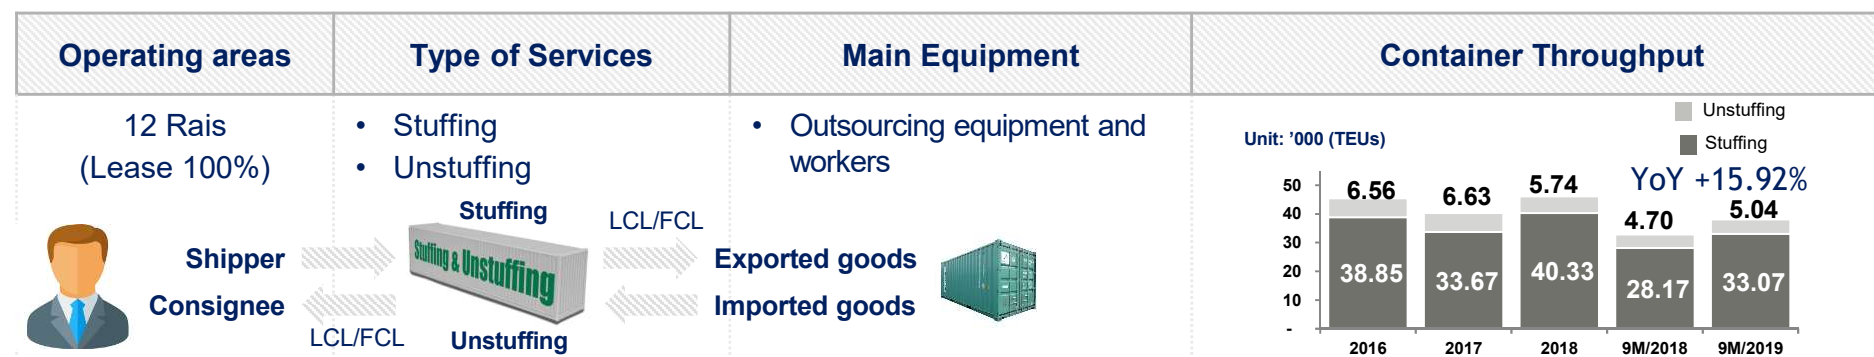 Operating areas
Type of Services
Main Equipment
Container Throughput
12 Rais
(Lease 100%)
• Stuffing
• Unstuffing
• Outsourcing equipment and
workers
Shipper
Consignee
LCL/FCL
Stuffing
Stuffing & Unstuffing
Unstuffing
LCL/FCL
Exported goods
Imported goods
Unit: ’000 (TEUs)
Unstuffing
Stuffing
YoY +15.92%
50
40
30
20
10
-
6.56
6.63
5.74
4.70
5.04
38.85
33.67
40.33
28.17
33.07
2016
2017
2018
9M/2018
9M/2019